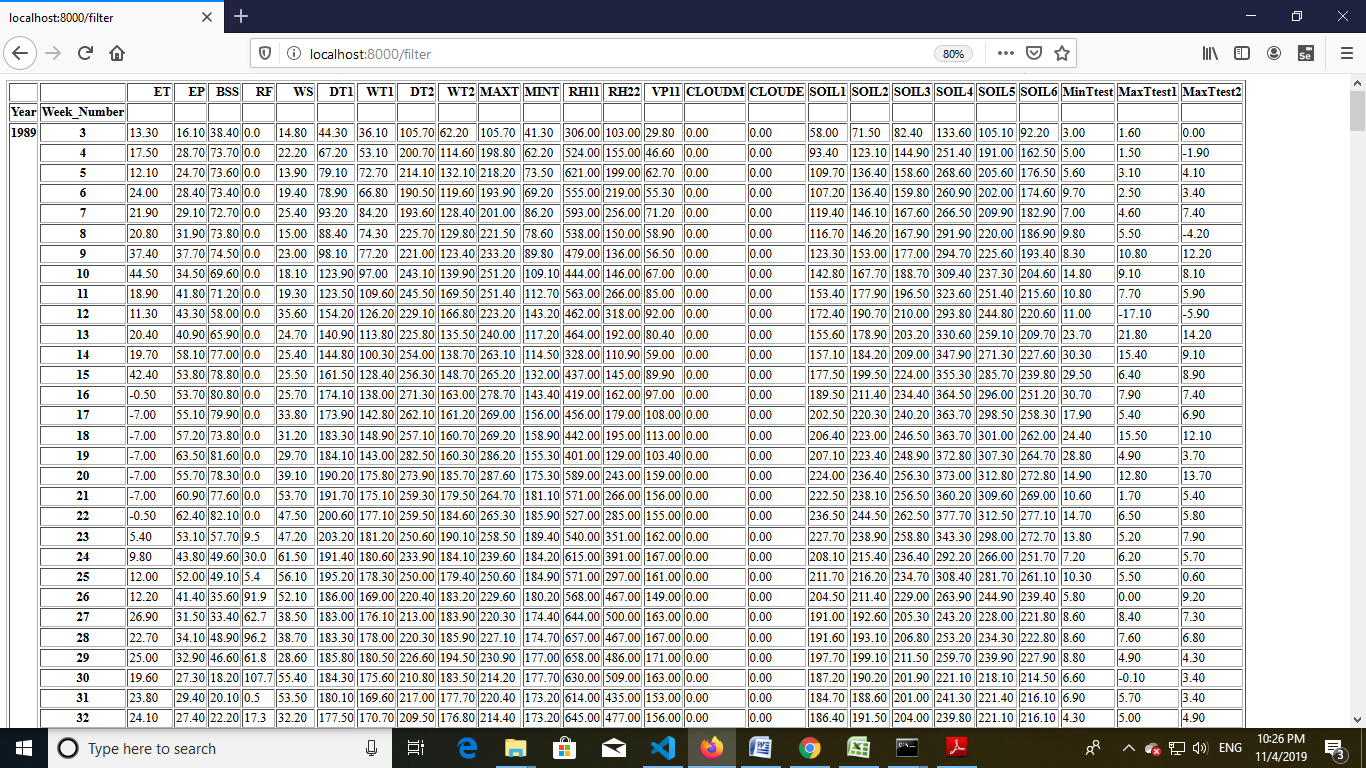 localhost:8000/filter
localhost:8000/filter 80%
ET EP BSS RF WS DT1 WT1 DT2 WT2 MAXT MINT RH11 RH22 VP11 CLOUDM CLOUDE SOIL1 SOIL2 SOIL3 SOIL4 SOIL5 SOIL6 MinTtest MaxTtest1 MaxTtest2
Year Week_Number
1989 3 13.30 16.10 38.40 0.0 14.80 44.30 36.10 105.70 62.20 105.70 41.30 306.00 103.00 29.80 0.00 0.00 58.00 71.50 82.40 133.60 105.10 92.20 3.00 1.60 0.00
4 17.50 28.70 73.70 0.0 22.20 67.20 53.10 200.70 114.60 198.80 62.20 524.00 155.00 46.60 0.00 0.00 93.40 123.10 144.90 251.40 191.00 162.50 5.00 1.50 -1.90
5 12.10 24.70 73.60 0.0 13.90 79.10 72.70 214.10 132.10 218.20 73.50 621.00 199.00 62.70 0.00 0.00 109.70 136.40 158.60 268.60 205.60 176.50 5.60 3.10 4.10
6 24.00 28.40 73.40 0.0 19.40 78.90 66.80 190.50 119.60 193.90 69.20 555.00 219.00 55.30 0.00 0.00 107.20 136.40 159.80 260.90 202.00 174.60 9.70 2.50 3.40
7 21.90 29.10 72.70 0.0 25.40 93.20 84.20 193.60 128.40 201.00 86.20 593.00 256.00 71.20 0.00 0.00 119.40 146.10 167.60 266.50 209.90 182.90 7.00 4.60 7.40
8 20.80 31.90 73.80 0.0 15.00 88.40 74.30 225.70 129.80 221.50 78.60 538.00 150.00 58.90 0.00 0.00 116.70 146.20 167.90 291.90 220.00 186.90 9.80 5.50 -4.20
9 37.40 37.70 74.50 0.0 23.00 98.10 77.20 221.00 123.40 233.20 89.80 479.00 136.00 56.50 0.00 0.00 123.30 153.00 177.00 294.70 225.60 193.40 8.30 10.80 12.20
10 44.50 34.50 69.60 0.0 18.10 123.90 97.00 243.10 139.90 251.20 109.10 444.00 146.00 67.00 0.00 0.00 142.80 167.70 188.70 309.40 237.30 204.60 14.80 9.10 8.10
11 18.90 41.80 71.20 0.0 19.30 123.50 109.60 245.50 169.50 251.40 112.70 563.00 266.00 85.00 0.00 0.00 153.40 177.90 196.50 323.60 251.40 215.60 10.80 7.70 5.90
12 11.30 43.30 58.00 0.0 35.60 154.20 126.20 229.10 166.80 223.20 143.20 462.00 318.00 92.00 0.00 0.00 172.40 190.70 210.00 293.80 244.80 220.60 11.00 -17.10 -5.90
13 20.40 40.90 65.90 0.0 24.70 140.90 113.80 225.80 135.50 240.00 117.20 464.00 192.00 80.40 0.00 0.00 155.60 178.90 203.20 330.60 259.10 209.70 23.70 21.80 14.20
14 19.70 58.10 77.00 0.0 25.40 144.80 100.30 254.00 138.70 263.10 114.50 328.00 110.90 59.00 0.00 0.00 157.10 184.20 209.00 347.90 271.30 227.60 30.30 15.40 9.10
15 42.40 53.80 78.80 0.0 25.50 161.50 128.40 256.30 148.70 265.20 132.00 437.00 145.00 89.90 0.00 0.00 177.50 199.50 224.00 355.30 285.70 239.80 29.50 6.40 8.90
16 -0.50 53.70 80.80 0.0 25.70 174.10 138.00 271.30 163.00 278.70 143.40 419.00 162.00 97.00 0.00 0.00 189.50 211.40 234.40 364.50 296.00 251.20 30.70 7.90 7.40
17 -7.00 55.10 79.90 0.0 33.80 173.90 142.80 262.10 161.20 269.00 156.00 456.00 179.00 108.00 0.00 0.00 202.50 220.30 240.20 363.70 298.50 258.30 17.90 5.40 6.90
18 -7.00 57.20 73.80 0.0 31.20 183.30 148.90 257.10 160.70 269.20 158.90 442.00 195.00 113.00 0.00 0.00 206.40 223.00 246.50 363.70 301.00 262.00 24.40 15.50 12.10
19 -7.00 63.50 81.60 0.0 29.70 184.10 143.00 282.50 160.30 286.20 155.30 401.00 129.00 103.40 0.00 0.00 207.10 223.40 248.90 372.80 307.30 264.70 28.80 4.90 3.70
20 -7.00 55.70 78.30 0.0 39.10 190.20 175.80 273.90 185.70 287.60 175.30 589.00 243.00 159.00 0.00 0.00 224.00 236.40 256.30 373.00 312.80 272.80 14.90 12.80 13.70
21 -7.00 60.90 77.60 0.0 53.70 191.70 175.10 259.30 179.50 264.70 181.10 571.00 266.00 156.00 0.00 0.00 222.50 238.10 256.50 360.20 309.60 269.00 10.60 1.70 5.40
22 -0.50 62.40 82.10 0.0 47.50 200.60 177.10 259.50 184.60 265.30 185.90 527.00 285.00 155.00 0.00 0.00 236.50 244.50 262.50 377.70 312.50 277.10 14.70 6.50 5.80
23 5.40 53.10 57.70 9.5 47.20 203.20 181.20 250.60 190.10 258.50 189.40 540.00 351.00 162.00 0.00 0.00 227.70 238.90 258.80 343.30 298.00 272.70 13.80 5.20 7.90
24 9.80 43.80 49.60 30.0 61.50 191.40 180.60 233.90 184.10 239.60 184.20 615.00 391.00 167.00 0.00 0.00 208.10 215.40 236.40 292.20 266.00 251.70 7.20 6.20 5.70
25 12.00 52.00 49.10 5.4 56.10 195.20 178.30 250.00 179.40 250.60 184.90 571.00 297.00 161.00 0.00 0.00 211.70 216.20 234.70 308.40 281.70 261.10 10.30 5.50 0.60
26 12.20 41.40 35.60 91.9 52.10 186.00 169.00 220.40 183.20 229.60 180.20 568.00 467.00 149.00 0.00 0.00 204.50 211.40 229.00 263.90 244.90 239.40 5.80 0.00 9.20
27 26.90 31.50 33.40 62.7 38.50 183.00 176.10 213.00 183.90 220.30 174.40 644.00 500.00 163.00 0.00 0.00 191.00 192.60 205.30 243.20 228.00 221.80 8.60 8.40 7.30
28 22.70 34.10 48.90 96.2 38.70 183.30 178.00 220.30 185.90 227.10 174.70 657.00 467.00 167.00 0.00 0.00 191.60 193.10 206.80 253.20 234.30 222.80 8.60 7.60 6.80
29 25.00 32.90 46.60 61.8 28.60 185.80 180.50 226.60 194.50 230.90 177.00 658.00 486.00 171.00 0.00 0.00 197.70 199.10 211.50 259.70 239.90 227.90 8.80 4.90 4.30
30 19.60 27.30 18.20 107.7 55.40 184.30 175.60 210.80 183.50 214.20 177.70 630.00 509.00 163.00 0.00 0.00 187.20 190.20 201.90 221.10 218.10 214.50 6.60 -0.10 3.40
31 23.80 29.40 20.10 0.5 53.50 180.10 169.60 217.00 177.70 220.40 173.20 614.00 435.00 153.00 0.00 0.00 184.70 188.60 201.00 241.30 221.40 216.10 6.90 5.70 3.40
32 24.10 27.40 22.20 17.3 32.20 177.50 170.70 209.50 176.80 214.40 173.20 645.00 477.00 156.00 0.00 0.00 186.40 191.50 204.00 239.80 221.10 216.10 4.30 5.00 4.90
Type here to search ENG 10:26 PM
11/4/2019 3